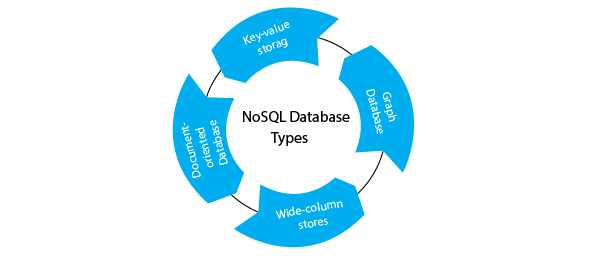 NoSQL Database
Types
Key-value
storag
Graph
Database
Wide-column
stores
Document-
oriented
Database